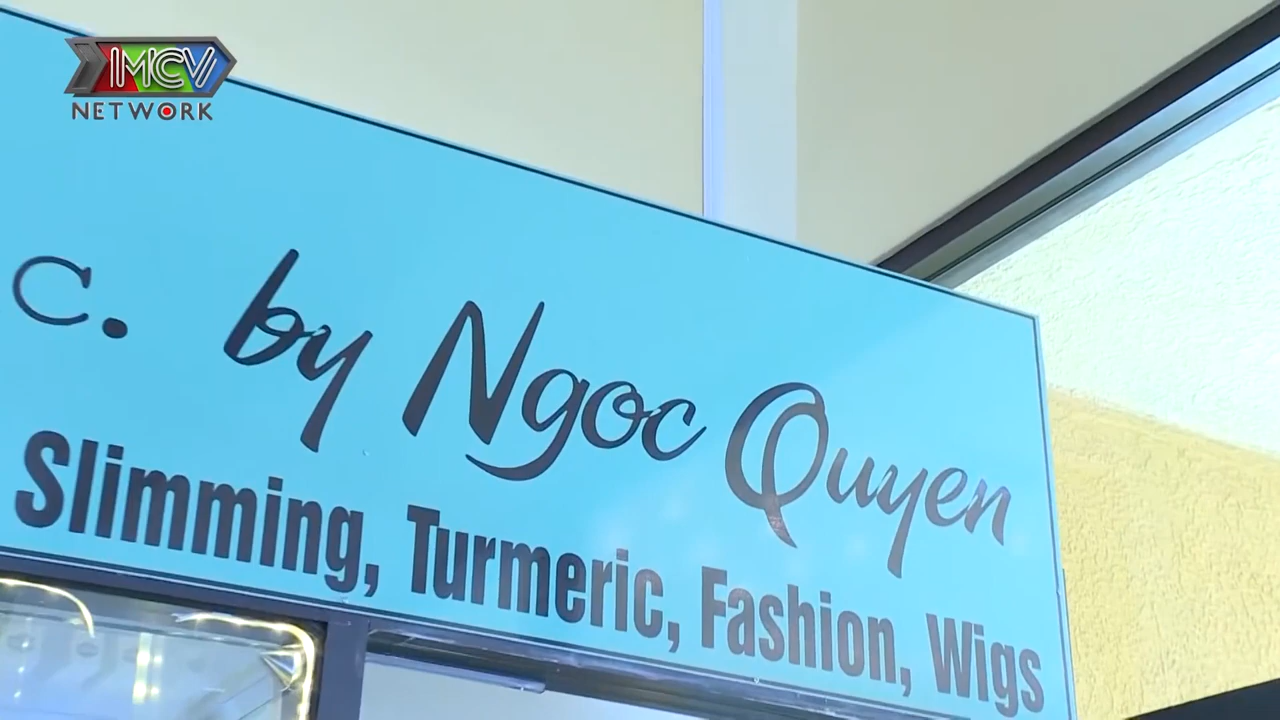 MCV
NETWORK
C. by Ngoc Quyen
Slimming, Turmeric, Fashion, Wigs